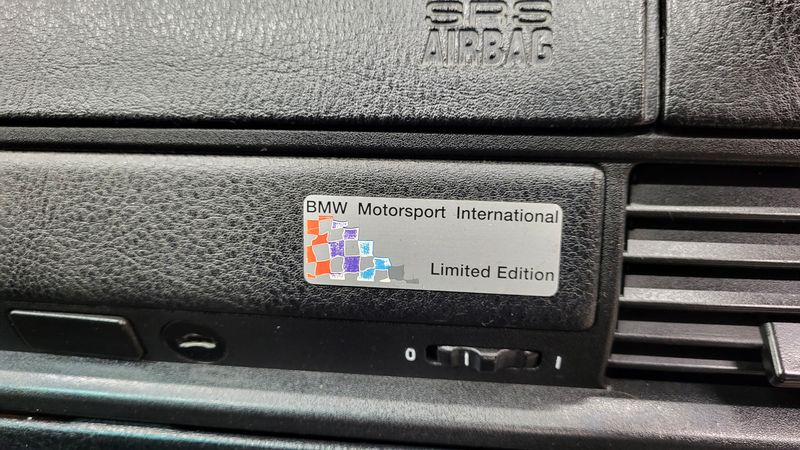 SRS
AIRBAG
BMW Motorsport International
Limited Edition
0 I